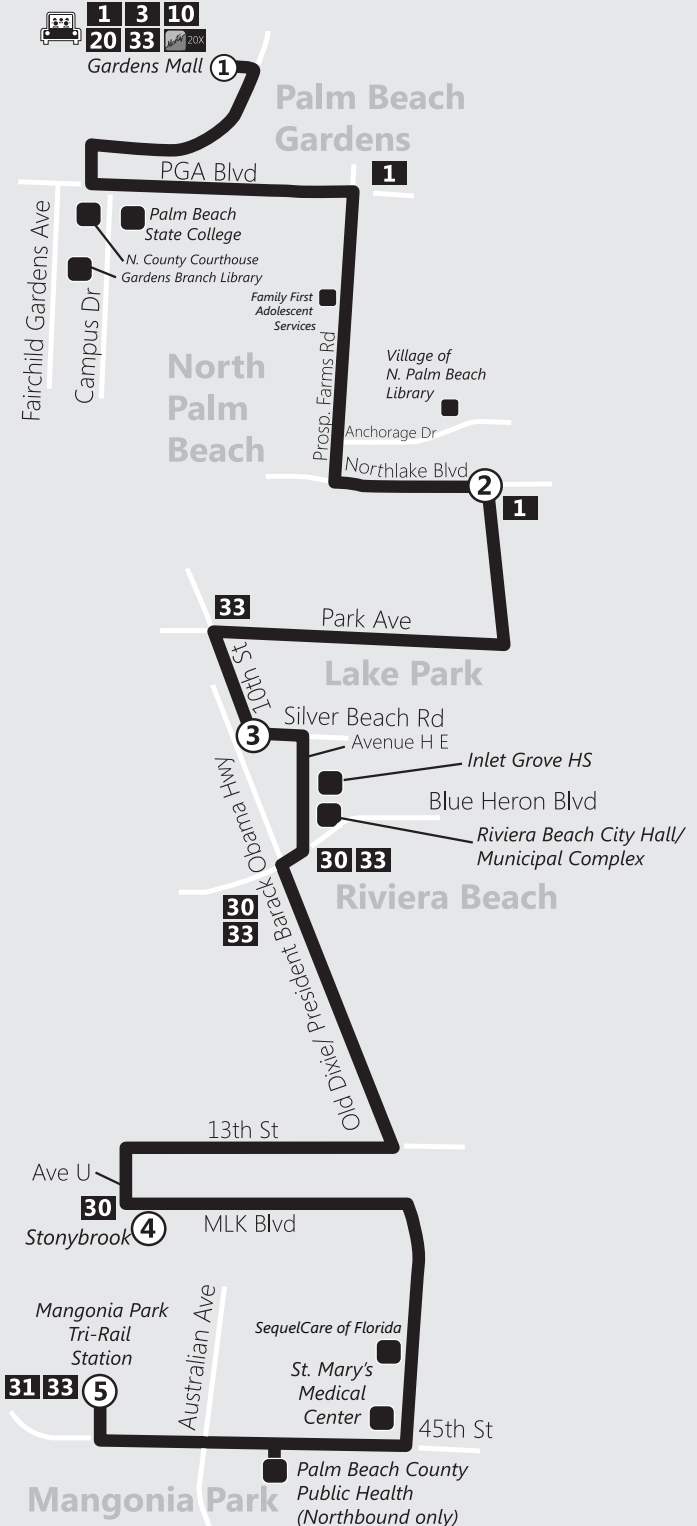 1 3 10
20 33 20X
Gardens Mall 1
Palm Beach
Gardens
PGA Blvd
1
Fairchild Gardens Ave
Campus Dr
Palm Beach
State College
N. County Courthouse
Gardens Branch Library
Family First
Adolescent
Services
Prosp. Farms Rd
North
Palm
Beach
Village of
N. Palm Beach
Library
Anchorage Dr
Northlake Blvd
2
1
33
Park Ave
Lake Park
10th St
3
Silver Beach Rd
Avenue H E
Inlet Grove HS
Blue Heron Blvd
Riviera Beach City Hall/
Municipal Complex
30 33
Riviera Beach
30
33
Old Dixie/ President Barack Obama Hwy
13th St
Ave U
30
Stonybrook 4
MLK Blvd
Mangonia Park
Tri-Rail
Station
31 33 5
Australian Ave
SequelCare of Florida
St. Mary's
Medical
Center
45th St
Palm Beach County
Public Health
(Northbound only)
Mangonia Park